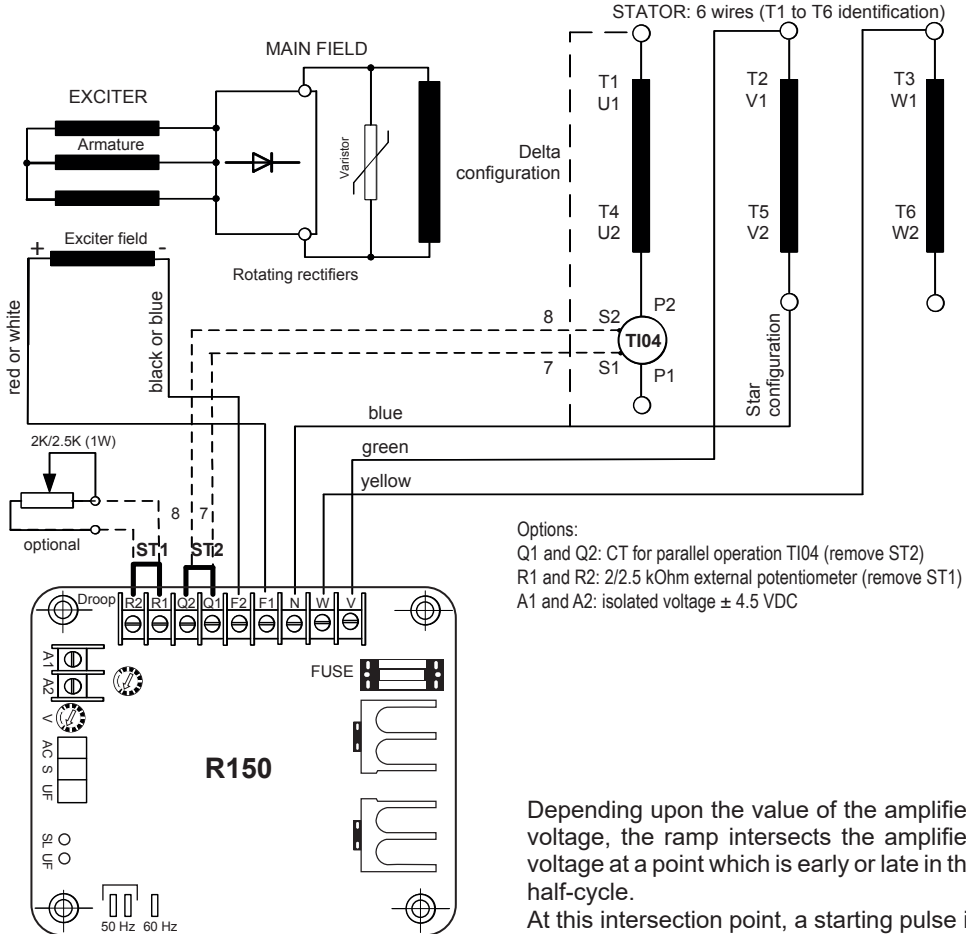 STATOR: 6 wires (T1 to T6 identification)
MAIN FIELD
EXCITER
Armature
Varistor
Rotating rectifiers
Exciter field
+
-
red or white
black or blue
Delta
configuration
T1
U1
T2
V1
T3
W1
T4
U2
T5
V2
T6
W2
8
S2
P2
TI04
7
S1
P1
Star
configuration
blue
green
yellow
2K/2.5K (1W)
optional
8
7
ST1
ST2
Options:
Q1 and Q2: CT for parallel operation TI04 (remove ST2)
R1 and R2: 2/2.5 kOhm external potentiometer (remove ST1)
A1 and A2: isolated voltage ± 4.5 VDC
Droop
R2
R1
Q2
Q1
F2
F1
N
W
V
A1
A2
V
AC
S
UF
SL
UF
FUSE
R150
50 Hz
60 Hz
Depending upon the value of the amplifie
voltage, the ramp intersects the amplifie
voltage at a point which is early or late in th
half-cycle.
At this intersection point, a starting pulse i